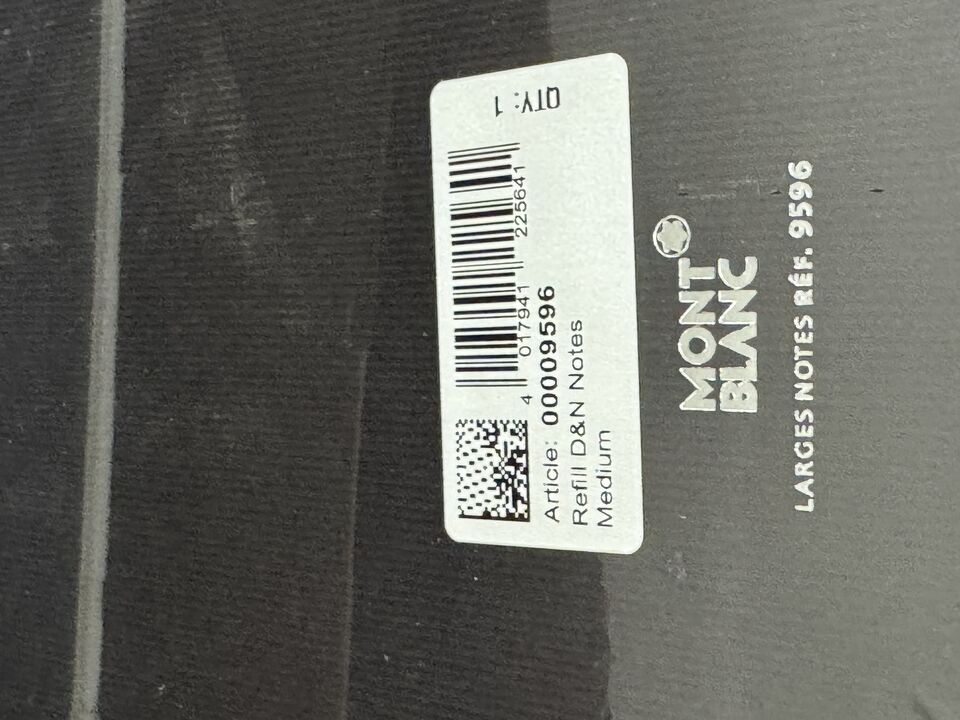 QTY: 1
4 017941 225641
Article: 00009596
Refill D&N Notes
Medium
MONT
BLANC
LARGES NOTES RÉF. 9596